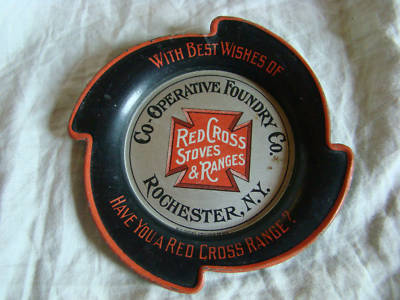 WITH BEST WISHES OF
CO-OPERATIVE FOUNDRY CO.
RED CROSS
STOVES
& RANGES
ROCHESTER, N.Y.
HAVE YOU A RED CROSS RANGE?